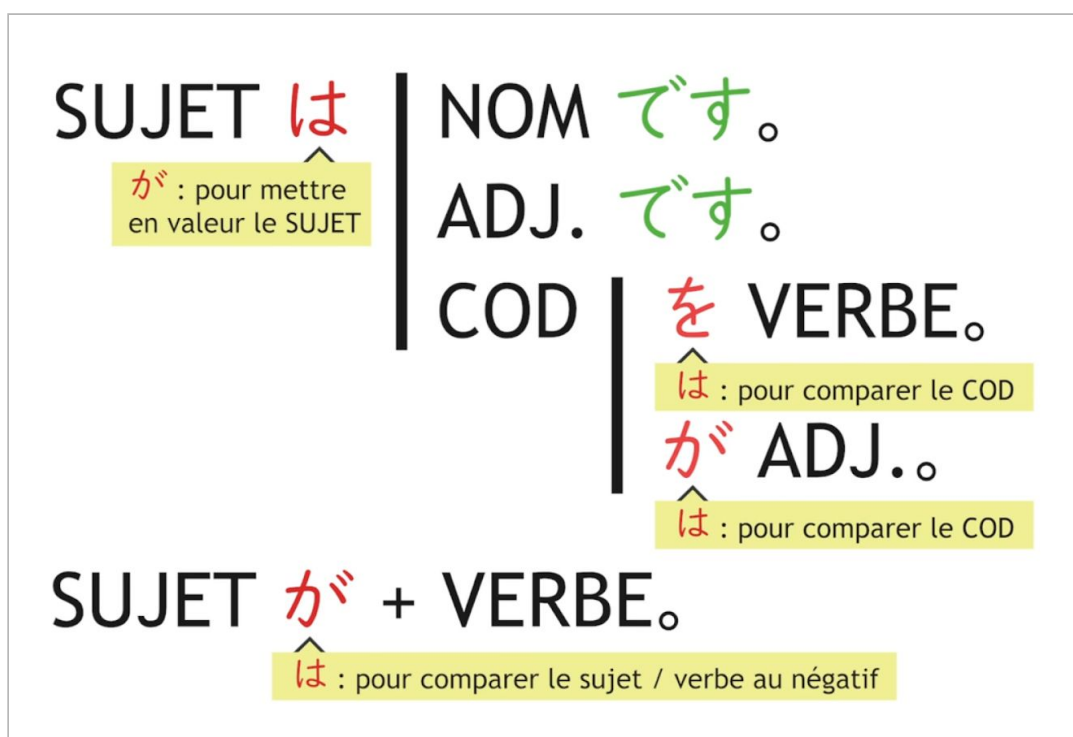 SUJET は
が : pour mettre
en valeur le SUJET
NOM です。
ADJ. です。
COD
を VERBE。
は : pour comparer le COD
が ADJ.。
は : pour comparer le COD
SUJET が + VERBE。
は : pour comparer le sujet / verbe au négatif